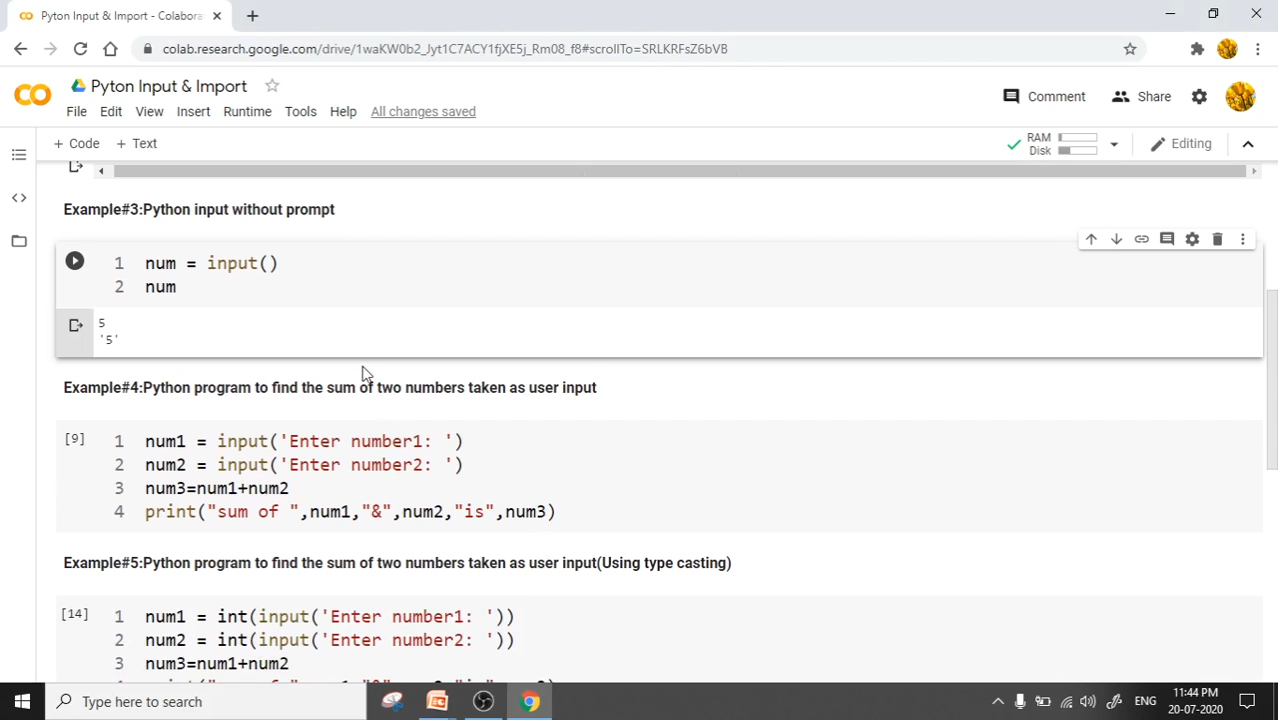 Pyton Input & Import - Colabora
colab.research.google.com/drive/1waKW0b2_Jyt1C7ACY1fjXE5j_Rm08_f8#scrollTo=SRLKRFsZ6bVB
Pyton Input & Import
File Edit View Insert Runtime Tools Help All changes saved
Comment Share
+ Code + Text
RAM
Disk
Editing
Example#3:Python input without prompt
1 num = input()
2 num
5
'5'
Example#4:Python program to find the sum of two numbers taken as user input
[9]
1 num1 = input('Enter number1: ')
2 num2 = input('Enter number2: ')
3 num3=num1+num2
4 print("sum of ",num1,"&",num2,"is",num3)
Example#5:Python program to find the sum of two numbers taken as user input(Using type casting)
[14]
1 num1 = int(input('Enter number1: '))
2 num2 = int(input('Enter number2: '))
3 num3=num1+num2
Type here to search
ENG
11:44 PM
20-07-2020